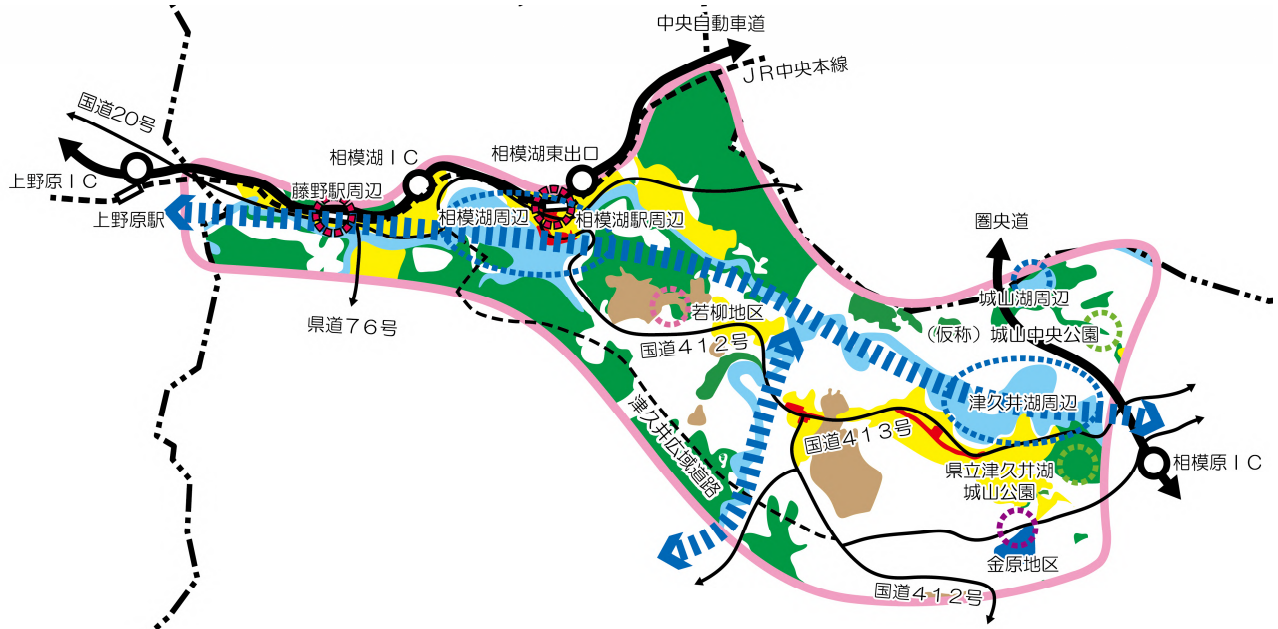 中央自動車道
JR中央本線
国道20号
相模湖IC
相模湖東出口
上野原IC
藤野駅周辺
上野原駅
相模湖周辺
相模湖駅周辺
圏央道
城山湖周辺
若柳地区
県道76号
(仮称)城山中央公園
国道412号
津久井湖周辺
津久井広域道路
国道413号
県立津久井湖
城山公園
相模原IC
金原地区
国道412号